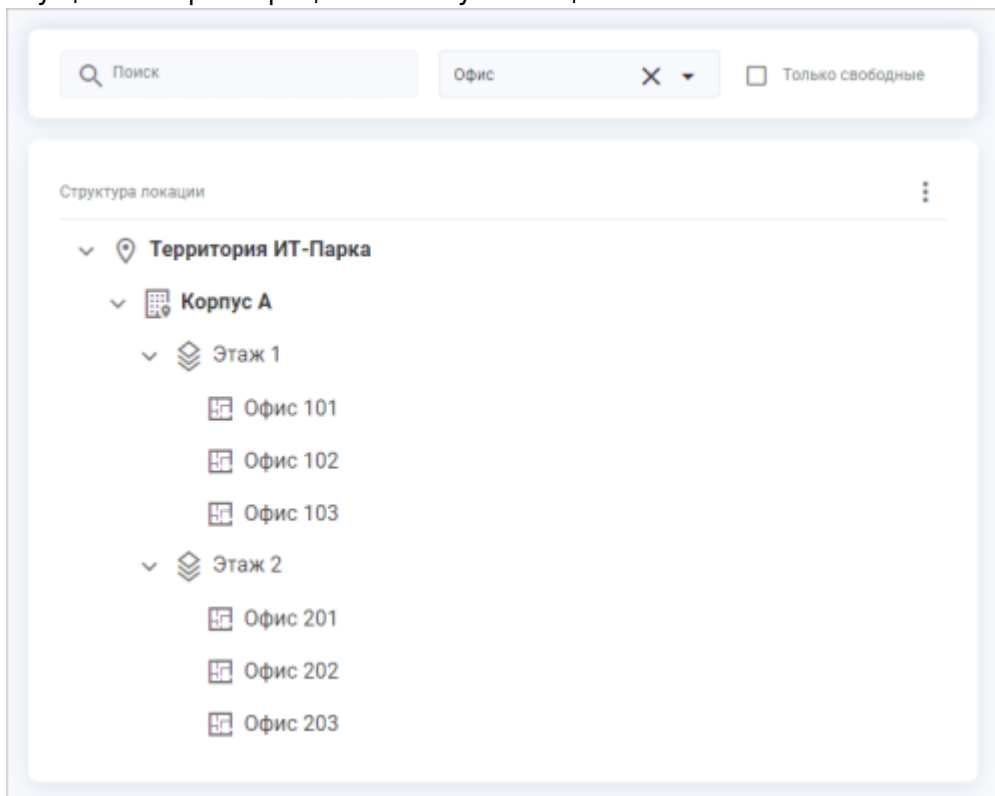 Поиск
Офис
Только свободные
Структура локации
Территория ИТ-Парка
Корпус А
Этаж 1
Офис 101
Офис 102
Офис 103
Этаж 2
Офис 201
Офис 202
Офис 203